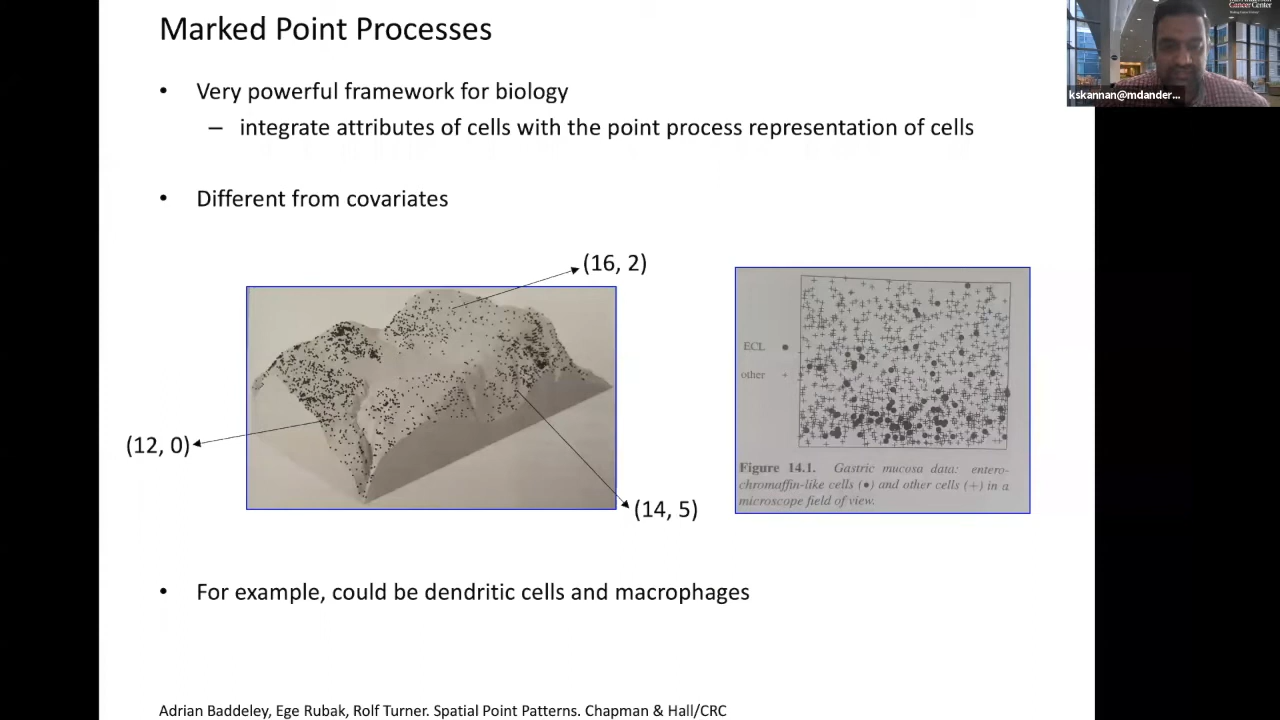 Marked Point Processes
• Very powerful framework for biology
– integrate attributes of cells with the point process representation of cells
• Different from covariates
(16, 2)
(12, 0)
(14, 5)
ECL
other +
Figure 14.1. Gastric mucosa data: entero-
chromaffin-like cells (●) and other cells (+) in a
microscope field of view.
• For example, could be dendritic cells and macrophages
Adrian Baddeley, Ege Rubak, Rolf Turner. Spatial Point Patterns. Chapman & Hall/CRC
Cancer Center
kskannan@mdander...